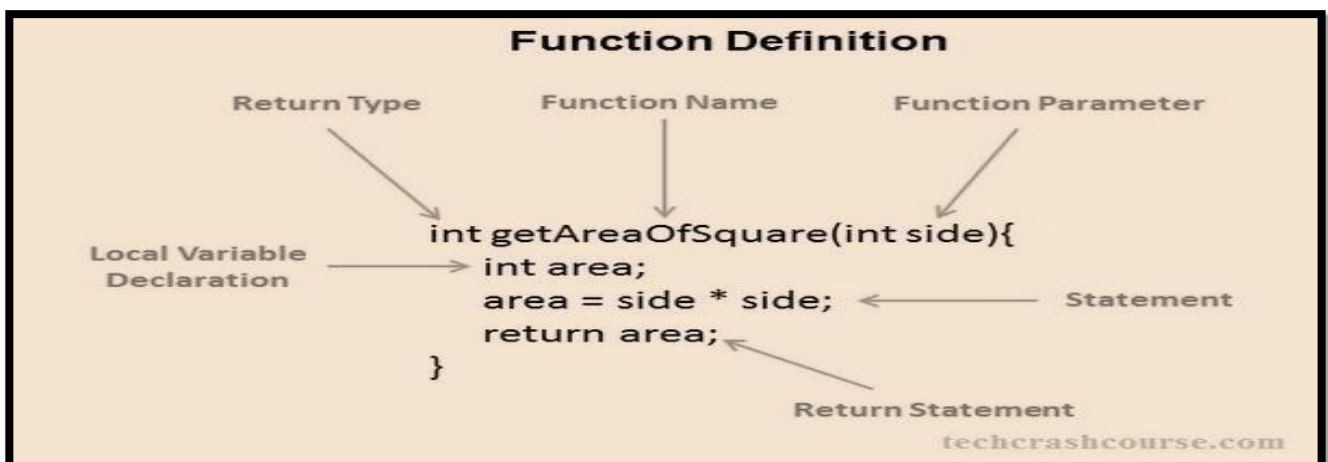 Function Definition
Return Type Function Name Function Parameter
int getAreaOfSquare(int side){
Local Variable
Declaration
int area;
area = side * side;
Statement
return area;
}
Return Statement
techcrashcourse.com